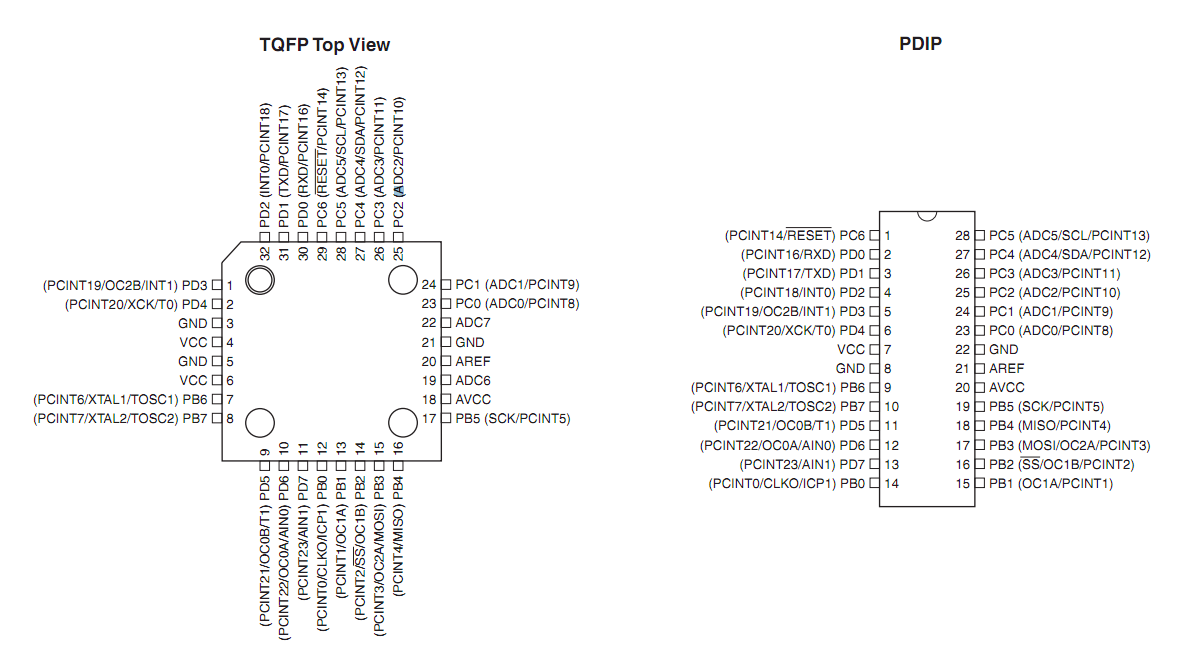 TQFP Top View
32 PD2 (INT0/PCINT18)
31 PD1 (TXD/PCINT17)
30 PD0 (RXD/PCINT16)
29 PC6 (RESET/PCINT14)
28 PC5 (ADC5/SCL/PCINT13)
27 PC4 (ADC4/SDA/PCINT12)
26 PC3 (ADC3/PCINT11)
25 PC2 (ADC2/PCINT10)
(PCINT19/OC2B/INT1) PD3 1
(PCINT20/XCK/T0) PD4 2
GND 3
VCC 4
GND 5
VCC 6
(PCINT6/XTAL1/TOSC1) PB6 7
(PCINT7/XTAL2/TOSC2) PB7 8
24 PC1 (ADC1/PCINT9)
23 PC0 (ADC0/PCINT8)
22 ADC7
21 GND
20 AREF
19 ADC6
18 AVCC
17 PB5 (SCK/PCINT5)
(PCINT21/OC0B/T1) PD5 9
(PCINT22/OC0A/AIN0) PD6 10
(PCINT23/AIN1) PD7 11
(PCINT0/CLKO/ICP1) PB0 12
(PCINT1/OC1A) PB1 13
(PCINT2/SS/OC1B) PB2 14
(PCINT3/OC2A/MOSI) PB3 15
(PCINT4/MISO) PB4 16
PDIP
(PCINT14/RESET) PC6 1
(PCINT16/RXD) PD0 2
(PCINT17/TXD) PD1 3
(PCINT18/INT0) PD2 4
(PCINT19/OC2B/INT1) PD3 5
(PCINT20/XCK/T0) PD4 6
VCC 7
GND 8
(PCINT6/XTAL1/TOSC1) PB6 9
(PCINT7/XTAL2/TOSC2) PB7 10
(PCINT21/OC0B/T1) PD5 11
(PCINT22/OC0A/AIN0) PD6 12
(PCINT23/AIN1) PD7 13
(PCINT0/CLKO/ICP1) PB0 14
28 PC5 (ADC5/SCL/PCINT13)
27 PC4 (ADC4/SDA/PCINT12)
26 PC3 (ADC3/PCINT11)
25 PC2 (ADC2/PCINT10)
24 PC1 (ADC1/PCINT9)
23 PC0 (ADC0/PCINT8)
22 GND
21 AREF
20 AVCC
19 PB5 (SCK/PCINT5)
18 PB4 (MISO/PCINT4)
17 PB3 (MOSI/OC2A/PCINT3)
16 PB2 (SS/OC1B/PCINT2)
15 PB1 (OC1A/PCINT1)